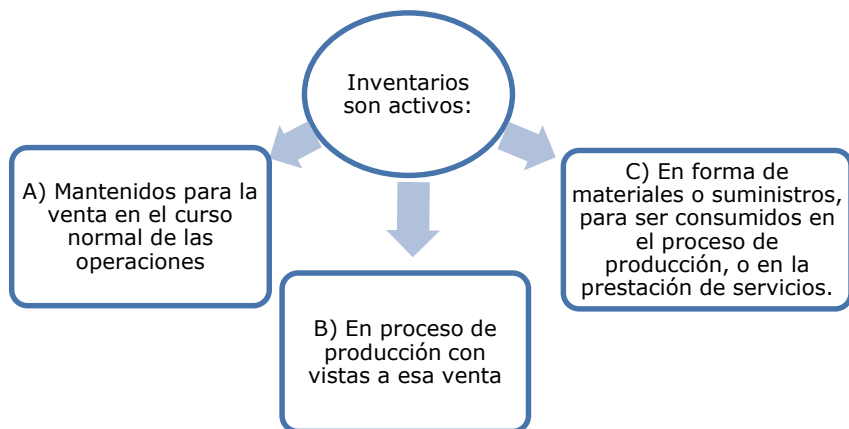 Inventarios
son activos:
A) Mantenidos para la
venta en el curso
normal de las
operaciones
B) En proceso de
producción con
vistas a esa venta
C) En forma de
materiales o suministros,
para ser consumidos en
el proceso de
producción, o en la
prestación de servicios.